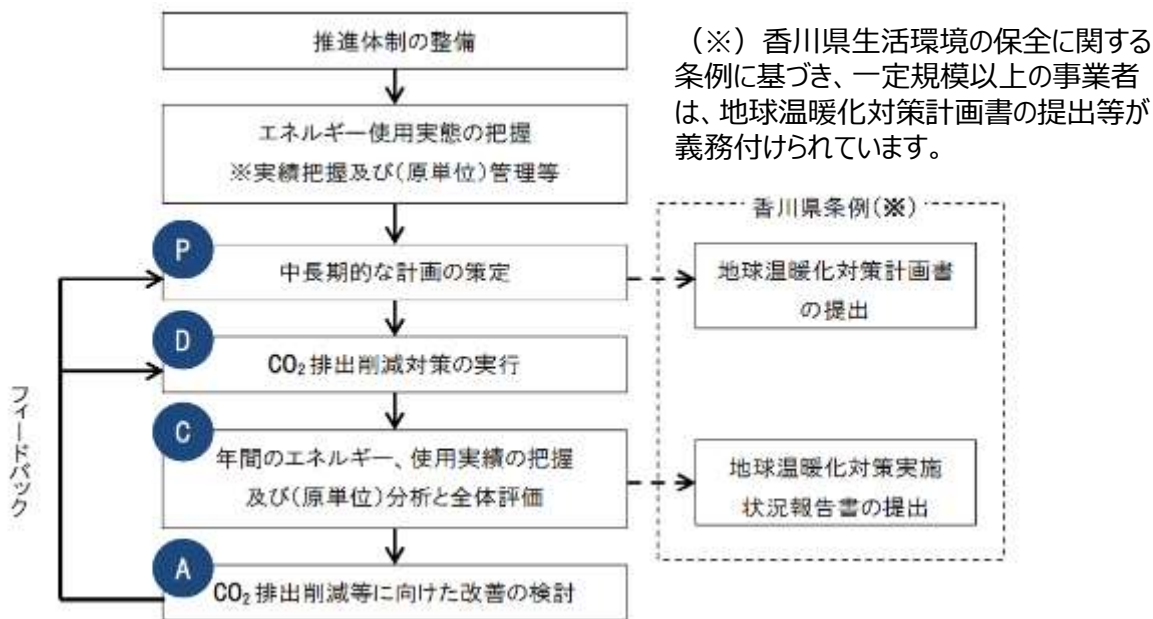 推進体制の整備
（※）香川県生活環境の保全に関する
条例に基づき、一定規模以上の事業者
は、地球温暖化対策計画書の提出等が
義務付けられています。
エネルギー使用実態の把握
※実績把握及び(原単位)管理等
香川県条例(※)
P
中長期的な計画の策定
地球温暖化対策計画書
の提出
D
CO₂排出削減対策の実行
フィードバック
C
年間のエネルギー、使用実績の把握
及び(原単位)分析と全体評価
地球温暖化対策実施
状況報告書の提出
A
CO₂排出削減等に向けた改善の検討